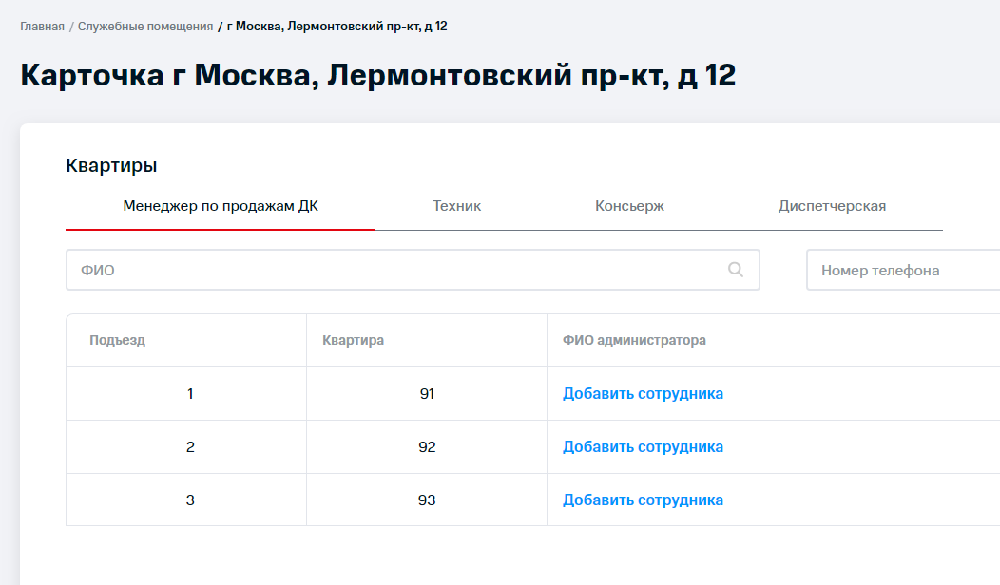 Главная / Служебные помещения / г Москва, Лермонтовский пр-кт, д 12
Карточка г Москва, Лермонтовский пр-кт, д 12
Квартиры
Менеджер по продажам ДК Техник Консьерж Диспетчерская
ФИО Номер телефона
Подъезд Квартира ФИО администратора
1 91 Добавить сотрудника
2 92 Добавить сотрудника
3 93 Добавить сотрудника